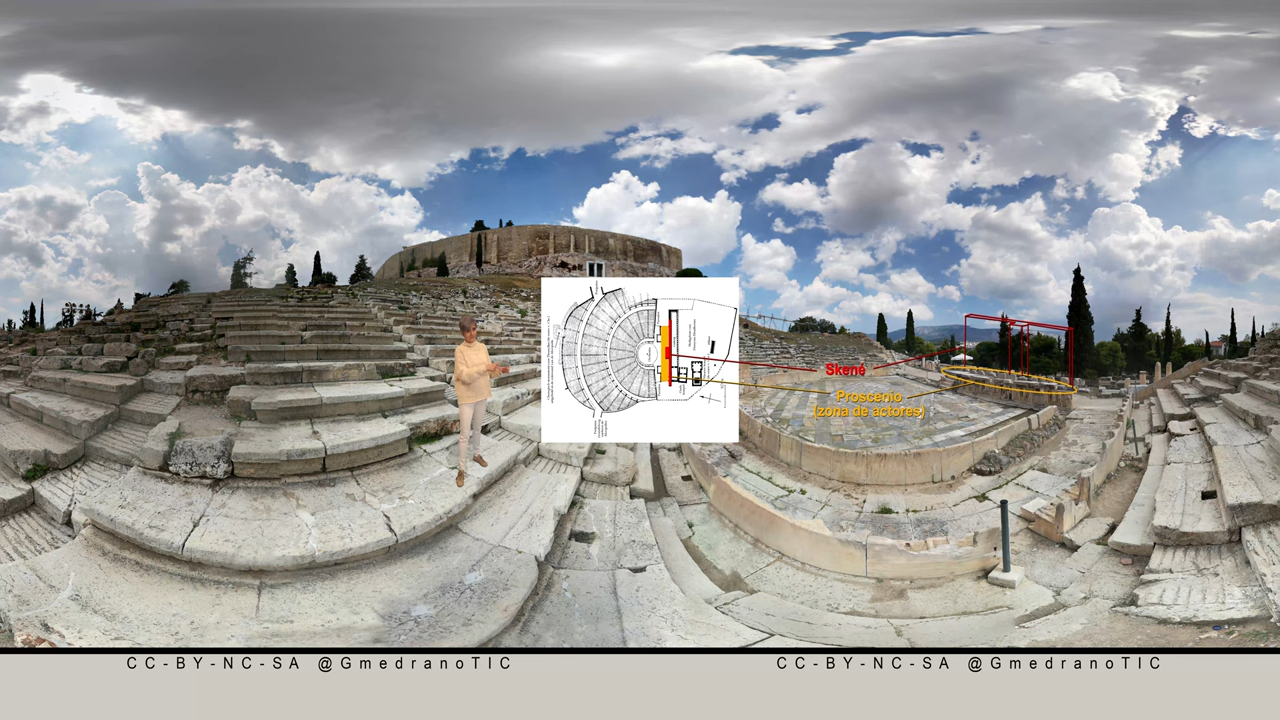 Skené
Proscenio
(zona de actores)
CC-BY-NC-SA @GmedranoTIC CC-BY-NC-SA @GmedranoTIC